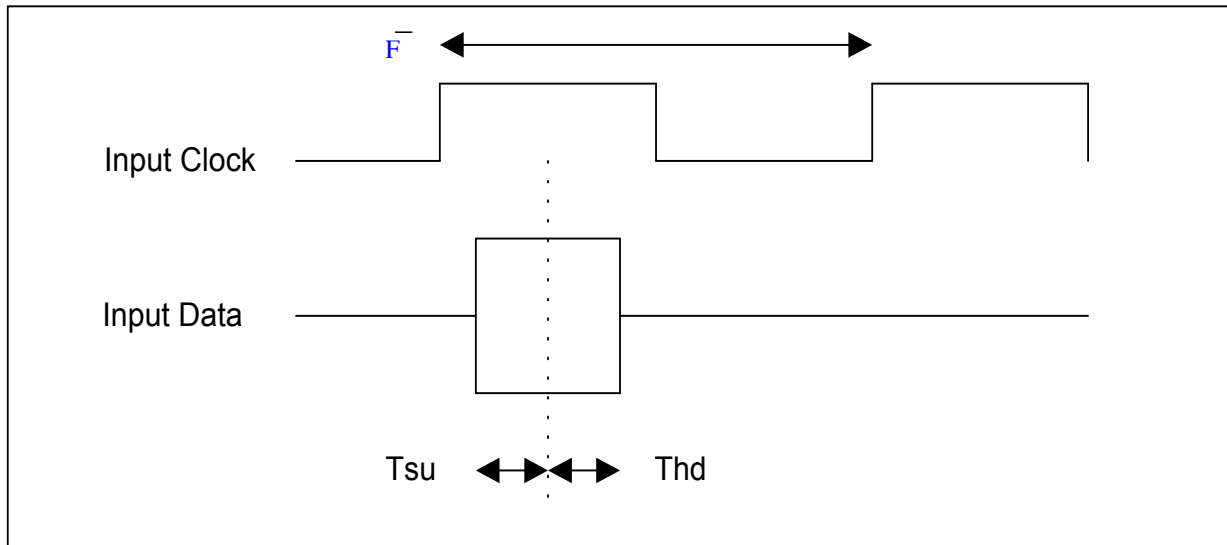 F̅
Input Clock
Input Data
Tsu
Thd